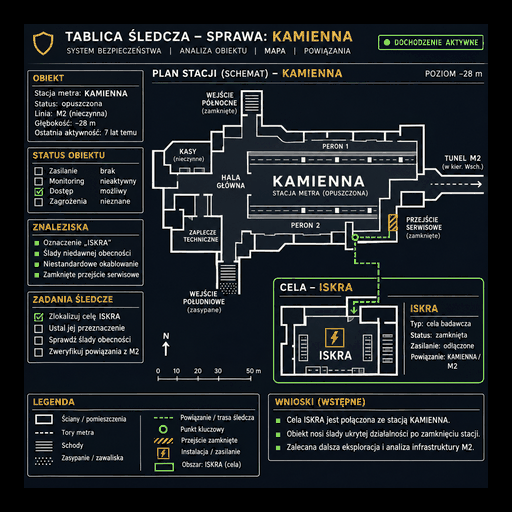 TABLICA ŚLEDCZA – SPRAWA: KAMIENNA
SYSTEM BEZPIECZEŃSTWA | ANALIZA OBIEKTU | MAPA | POWIĄZANIA
DOCHODZENIE AKTYWNE
OBIEKT
Stacja metra: KAMIENNA
Status: opuszczona
Linia: M2 (nieczynna)
Głębokość: ~28 m
Ostatnia aktywność: 7 lat temu
STATUS OBIEKTU
Zasilanie brak
Monitoring nieaktywny
Dostęp możliwy
Zagrożenia nieznane
ZNALEZISKA
Oznaczenie „ISKRA”
Ślady niedawnej obecności
Niestandardowe okablowanie
Zamknięte przejście serwisowe
ZADANIA ŚLEDCZE
Zlokalizuj celę ISKRA
Ustal jej przeznaczenie
Sprawdź ślady obecności
Zweryfikuj powiązania z M2
PLAN STACJI (SCHEMAT) – KAMIENNA
POZIOM –28 m
WEJŚCIE
PÓŁNOCNE
(zamknięte)
KASY
(nieczynne)
HALA
GŁÓWNA
PERON 1
KAMIENNA
STACJA METRA (OPUSZCZONA)
PERON 2
TUNEL M2
(w kier. Wsch.)
PRZEJŚCIE
SERWISOWE
(zamknięte)
ZAPLECZE
TECHNICZNE
WEJŚCIE
POŁUDNIOWE
(zasypane)
N
0 10 20 30 50 m
CELA – ISKRA
ISKRA
ISKRA
Typ: cela badawcza
Status: zamknięta
Zasilanie: odłączone
Powiązanie: KAMIENNA /
M2
LEGENDA
Ściany / pomieszczenia
Tory metra
Schody
Zasypanie / zawaliska
Powiązanie / trasa śledcza
Punkt kluczowy
Przejście zamknięte
Instalacja / zasilanie
Obszar: ISKRA (cela)
WNIOSKI (WSTĘPNE)
Cela ISKRA jest połączona ze stacją KAMIENNA.
Obiekt nosi ślady ukrytej działalności po zamknięciu stacji.
Zalecana dalsza eksploracja i analiza infrastruktury M2.